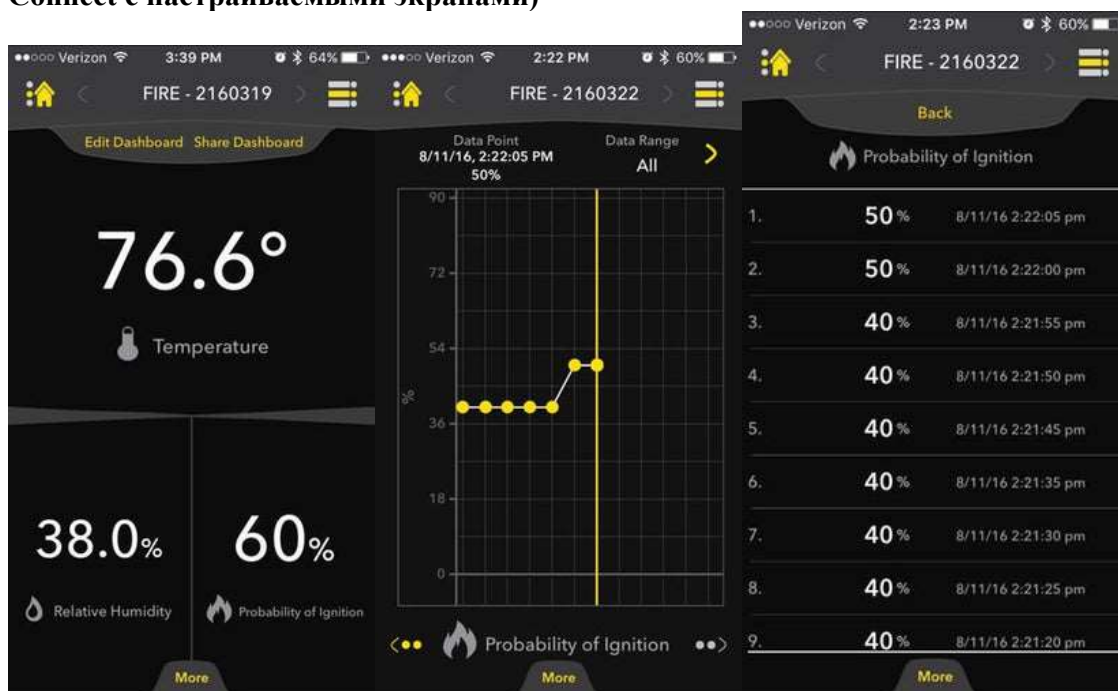 Connect с настраиваемыми экранами)
Verizon 3:39 PM 64%
FIRE - 2160319
Edit Dashboard Share Dashboard
76.6°
Temperature
38.0%
Relative Humidity
60%
Probability of Ignition
More
Verizon 2:22 PM 60%
FIRE - 2160322
Data Point
8/11/16, 2:22:05 PM
50%
Data Range
All
90
72
54
%
36
18
0
Probability of Ignition
More
Verizon 2:23 PM 60%
FIRE - 2160322
Back
Probability of Ignition
1. 50% 8/11/16 2:22:05 pm
2. 50% 8/11/16 2:22:00 pm
3. 40% 8/11/16 2:21:55 pm
4. 40% 8/11/16 2:21:50 pm
5. 40% 8/11/16 2:21:45 pm
6. 40% 8/11/16 2:21:35 pm
7. 40% 8/11/16 2:21:30 pm
8. 40% 8/11/16 2:21:25 pm
9. 40% 8/11/16 2:21:20 pm
More